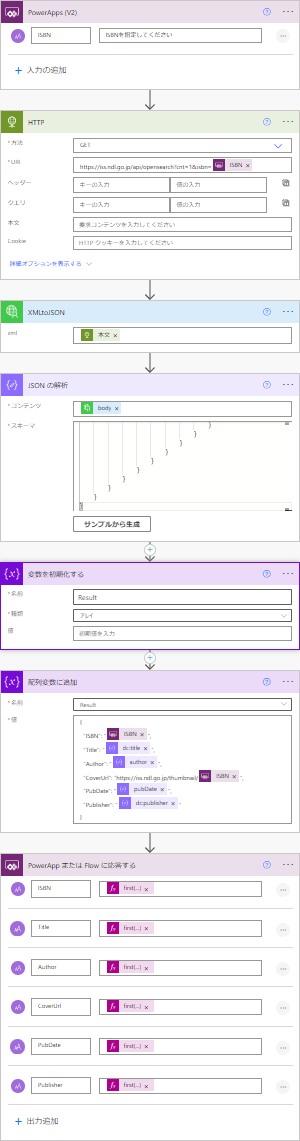 PowerApps (V2)
ISBN ISBNを指定してください
+ 入力の追加
HTTP
* 方法 GET
* URI https://iss.ndl.go.jp/api/opensearch?cnt=1&isbn= ISBN ×
ヘッダー キーの入力 値の入力
クエリ キーの入力 値の入力
本文 要求コンテンツを入力してください
Cookie HTTP クッキーを入力してください
詳細オプションを表示する
XMLtoJSON
xml 本文 ×
JSON の解析
* コンテンツ body ×
* スキーマ
}
}
}
}
}
}
}
}
}
サンプルから生成
変数を初期化する
* 名前 Result
* 種類 アレイ
値 初期値を入力
配列変数に追加
* 名前 Result
* 値
{
"ISBN": " ISBN × ",
"Title": " dc:title × ",
"Author": " author × ",
"CoverUrl": "https://iss.ndl.go.jp/thumbnail/ ISBN × ",
"PubDate": " pubDate × ",
"Publisher": " dc:publisher × "
}
PowerApp または Flow に応答する
ISBN first(...) ×
Title first(...) ×
Author first(...) ×
CoverUrl first(...) ×
PubDate first(...) ×
Publisher first(...) ×
+ 出力追加